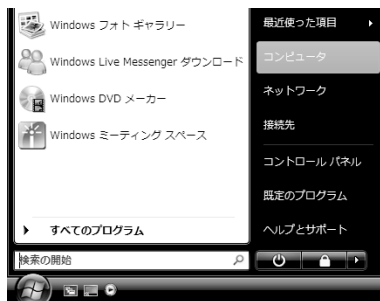 Windows フォト ギャラリー
Windows Live Messenger ダウンロード
Windows DVD メーカー
Windows ミーティング スペース
すべてのプログラム
検索の開始
最近使った項目
コンピュータ
ネットワーク
接続先
コントロール パネル
既定のプログラム
ヘルプとサポート